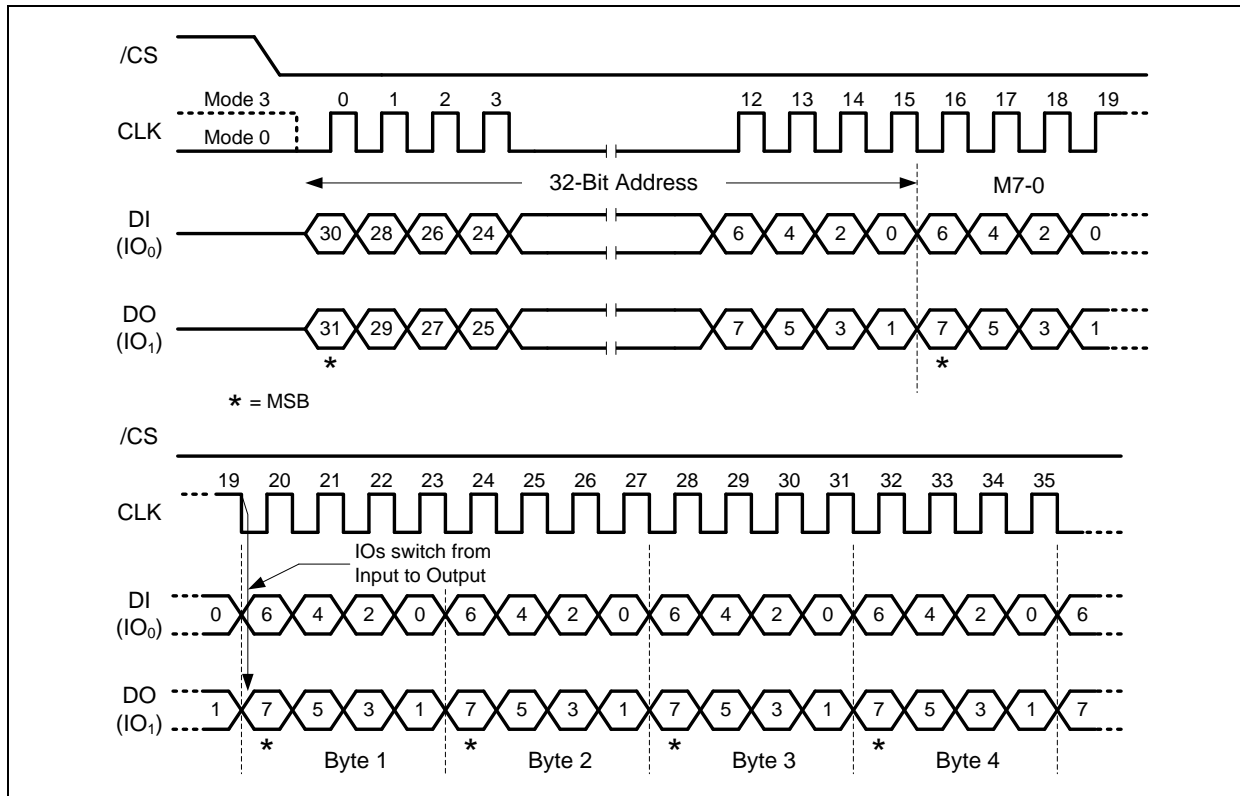 /CS
Mode 3
0 1 2 3 12 13 14 15 16 17 18 19
CLK
Mode 0
32-Bit Address
M7-0
DI
(IO0)
30 28 26 24 6 4 2 0 6 4 2 0
DO
(IO1)
31 29 27 25 7 5 3 1 7 5 3 1
* *
* = MSB
/CS
19 20 21 22 23 24 25 26 27 28 29 30 31 32 33 34 35
CLK
IOs switch from
Input to Output
DI
(IO0)
0 6 4 2 0 6 4 2 0 6 4 2 0 6 4 2 0 6
DO
(IO1)
1 7 5 3 1 7 5 3 1 7 5 3 1 7 5 3 1 7
* * * *
Byte 1 Byte 2 Byte 3 Byte 4